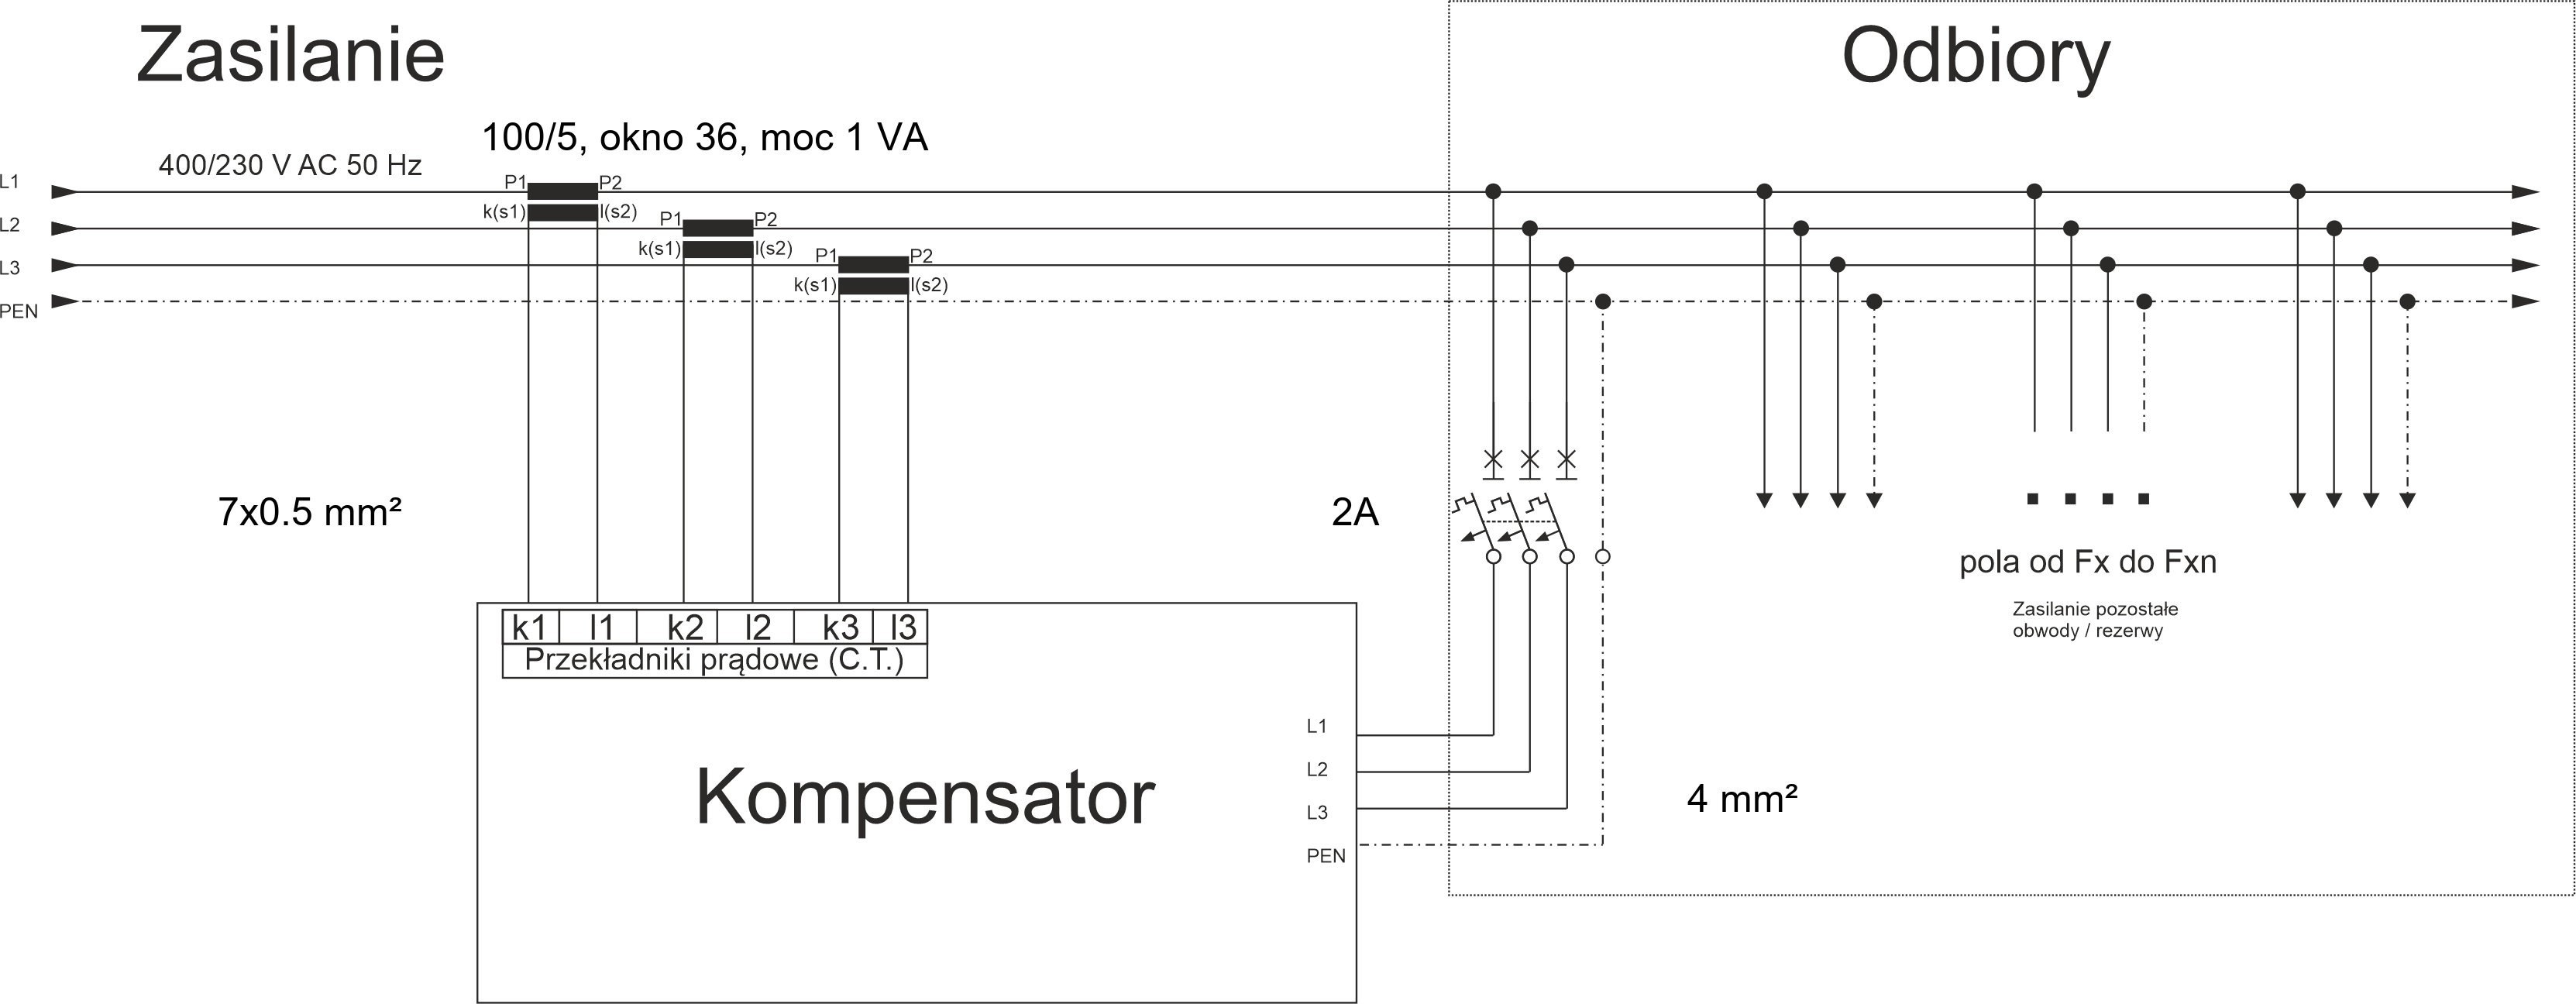 Zasilanie
Odbiory
100/5, okno 36, moc 1 VA
400/230 V AC 50 Hz
L1
P1
P2
k(s1)
l(s2)
L2
P1
P2
k(s1)
l(s2)
L3
P1
P2
k(s1)
l(s2)
PEN
7x0.5 mm²
2A
pola od Fx do Fxn
Zasilanie pozostałe
obwody / rezerwy
k1 l1 k2 l2 k3 l3
Przekładniki prądowe (C.T.)
Kompensator
L1
L2
L3
PEN
4 mm²